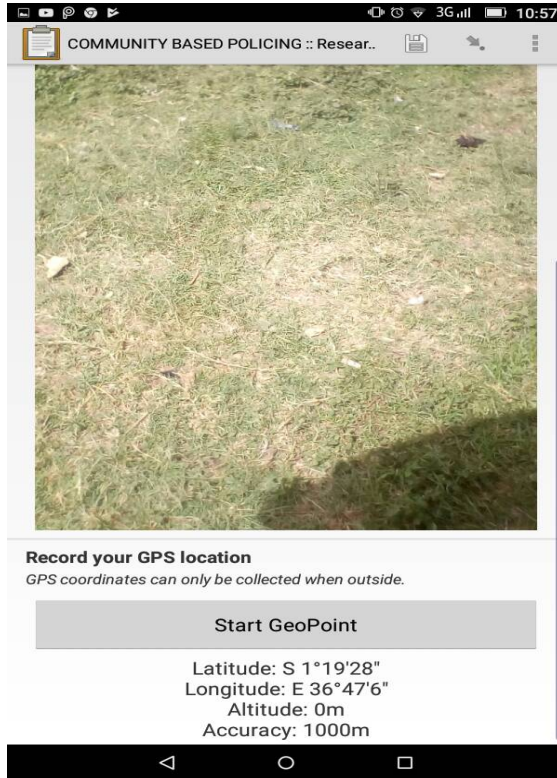 3G 10:57
COMMUNITY BASED POLICING :: Resear..
Record your GPS location
GPS coordinates can only be collected when outside.
Start GeoPoint
Latitude: S 1°19'28"
Longitude: E 36°47'6"
Altitude: 0m
Accuracy: 1000m